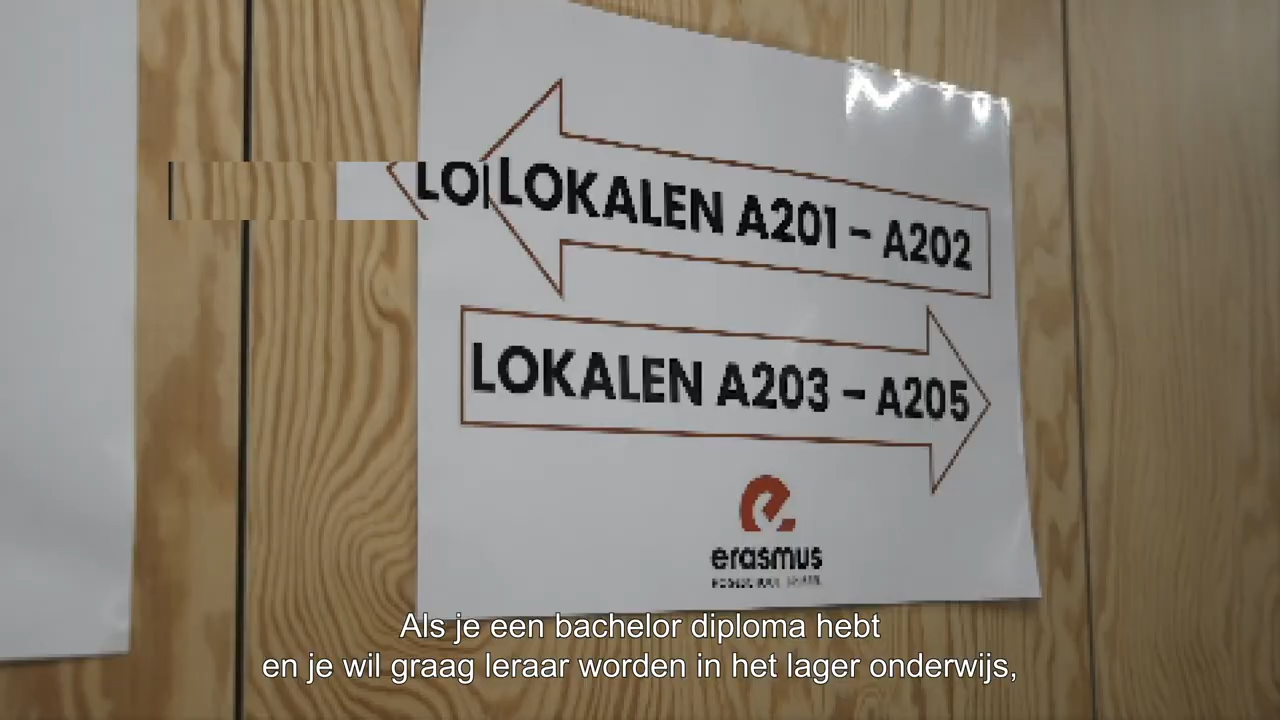 LOKALEN A201 – A202
LOKALEN A203 – A205
erasmus
Als je een bachelor diploma hebt
en je wil graag leraar worden in het lager onderwijs,